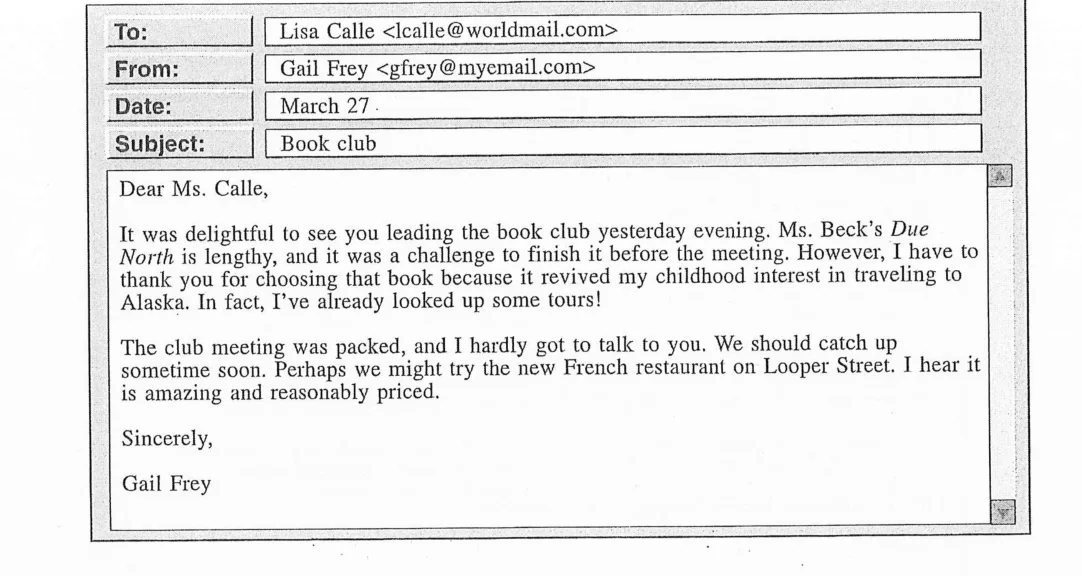 To: Lisa Calle <lcalle@worldmail.com>
From: Gail Frey <gfrey@myemail.com>
Date: March 27
Subject: Book club
Dear Ms. Calle,
It was delightful to see you leading the book club yesterday evening. Ms. Beck's Due
North is lengthy, and it was a challenge to finish it before the meeting. However, I have to
thank you for choosing that book because it revived my childhood interest in traveling to
Alaska. In fact, I've already looked up some tours!
The club meeting was packed, and I hardly got to talk to you. We should catch up
sometime soon. Perhaps we might try the new French restaurant on Looper Street. I hear it
is amazing and reasonably priced.
Sincerely,
Gail Frey